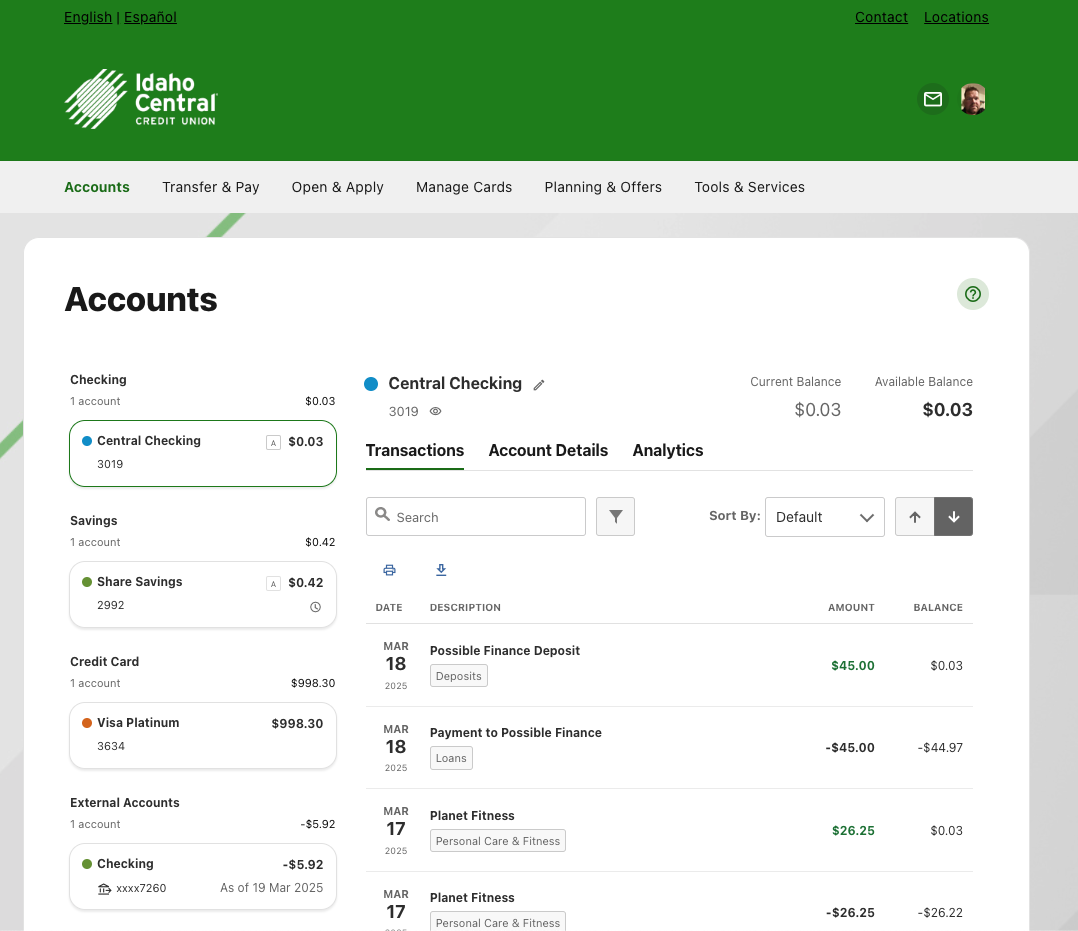 English | Español
Contact Locations
Idaho
Central
CREDIT UNION
Accounts Transfer & Pay Open & Apply Manage Cards Planning & Offers Tools & Services
Accounts
Checking
1 account $0.03
Central Checking A $0.03
3019
Savings
1 account $0.42
Share Savings A $0.42
2992
Credit Card
1 account $998.30
Visa Platinum $998.30
3634
External Accounts
1 account -$5.92
Checking -$5.92
xxxx7260 As of 19 Mar 2025
Central Checking
3019
Current Balance Available Balance
$0.03 $0.03
Transactions Account Details Analytics
Search
Sort By: Default
DATE DESCRIPTION AMOUNT BALANCE
MAR
18
2025
Possible Finance Deposit
Deposits
$45.00 $0.03
MAR
18
2025
Payment to Possible Finance
Loans
-$45.00 -$44.97
MAR
17
2025
Planet Fitness
Personal Care & Fitness
$26.25 $0.03
MAR
17
2025
Planet Fitness
Personal Care & Fitness
-$26.25 -$26.22